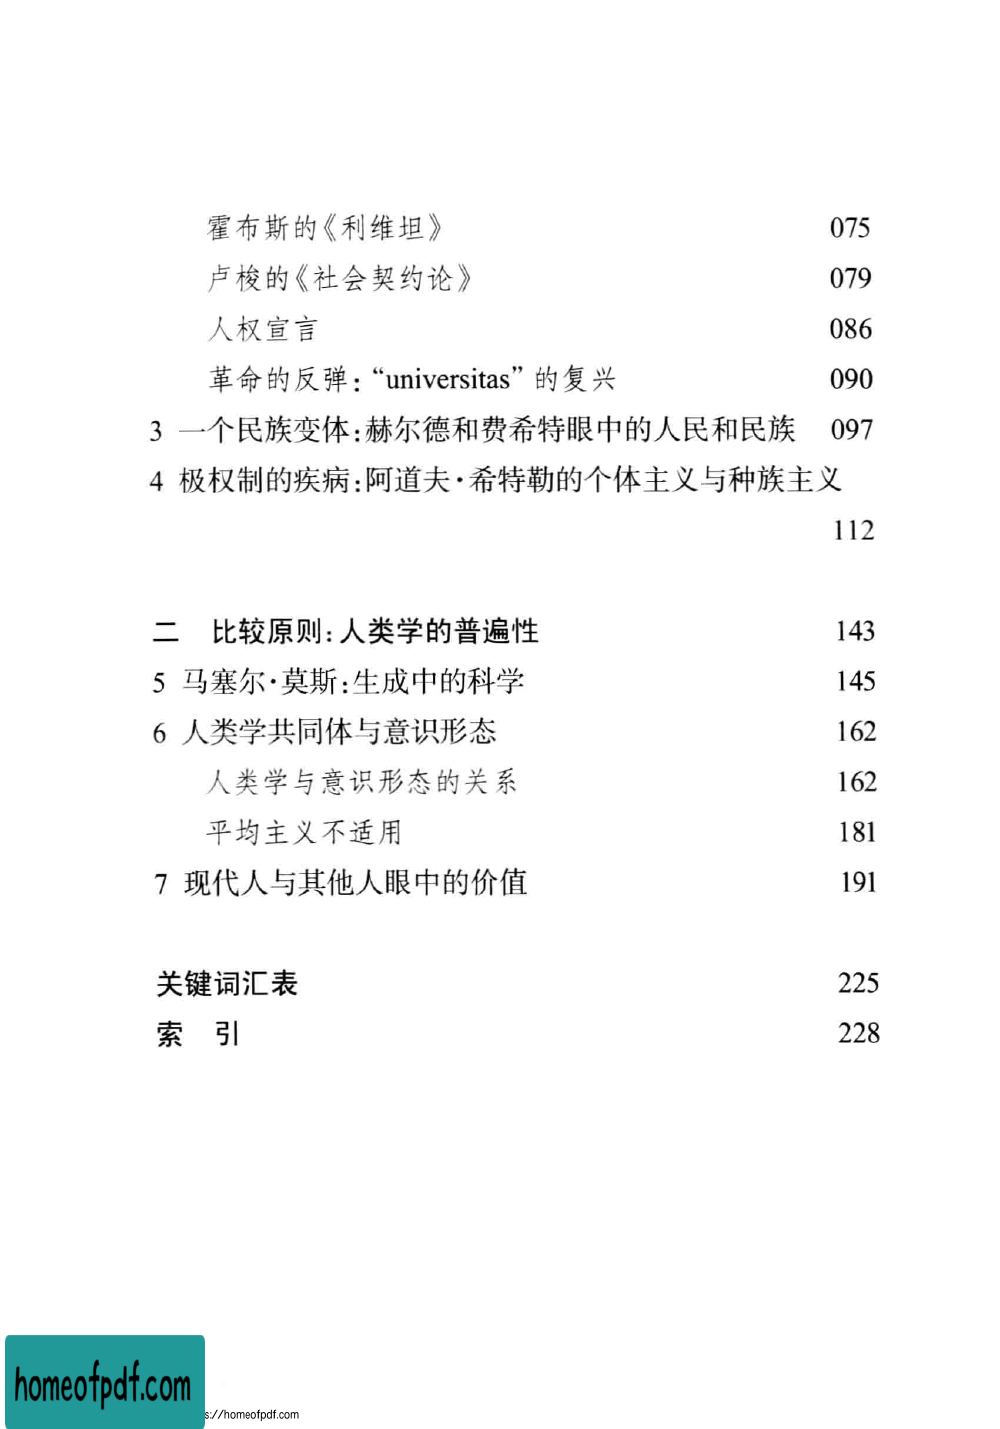 霍布斯的《利维坦》 075
卢梭的《社会契约论》 079
人权宣言 086
革命的反弹：“universitas”的复兴 090
3 一个民族变体：赫尔德和费希特眼中的人民和民族 097
4 极权制的疾病：阿道夫·希特勒的个体主义与种族主义
112
二 比较原则：人类学的普遍性 143
5 马塞尔·莫斯：生成中的科学 145
6 人类学共同体与意识形态 162
人类学与意识形态的关系 162
平均主义不适用 181
7 现代人与其他人眼中的价值 191
关键词汇表 225
索 引 228
homeofpdf.com
s://homeofpdf.com